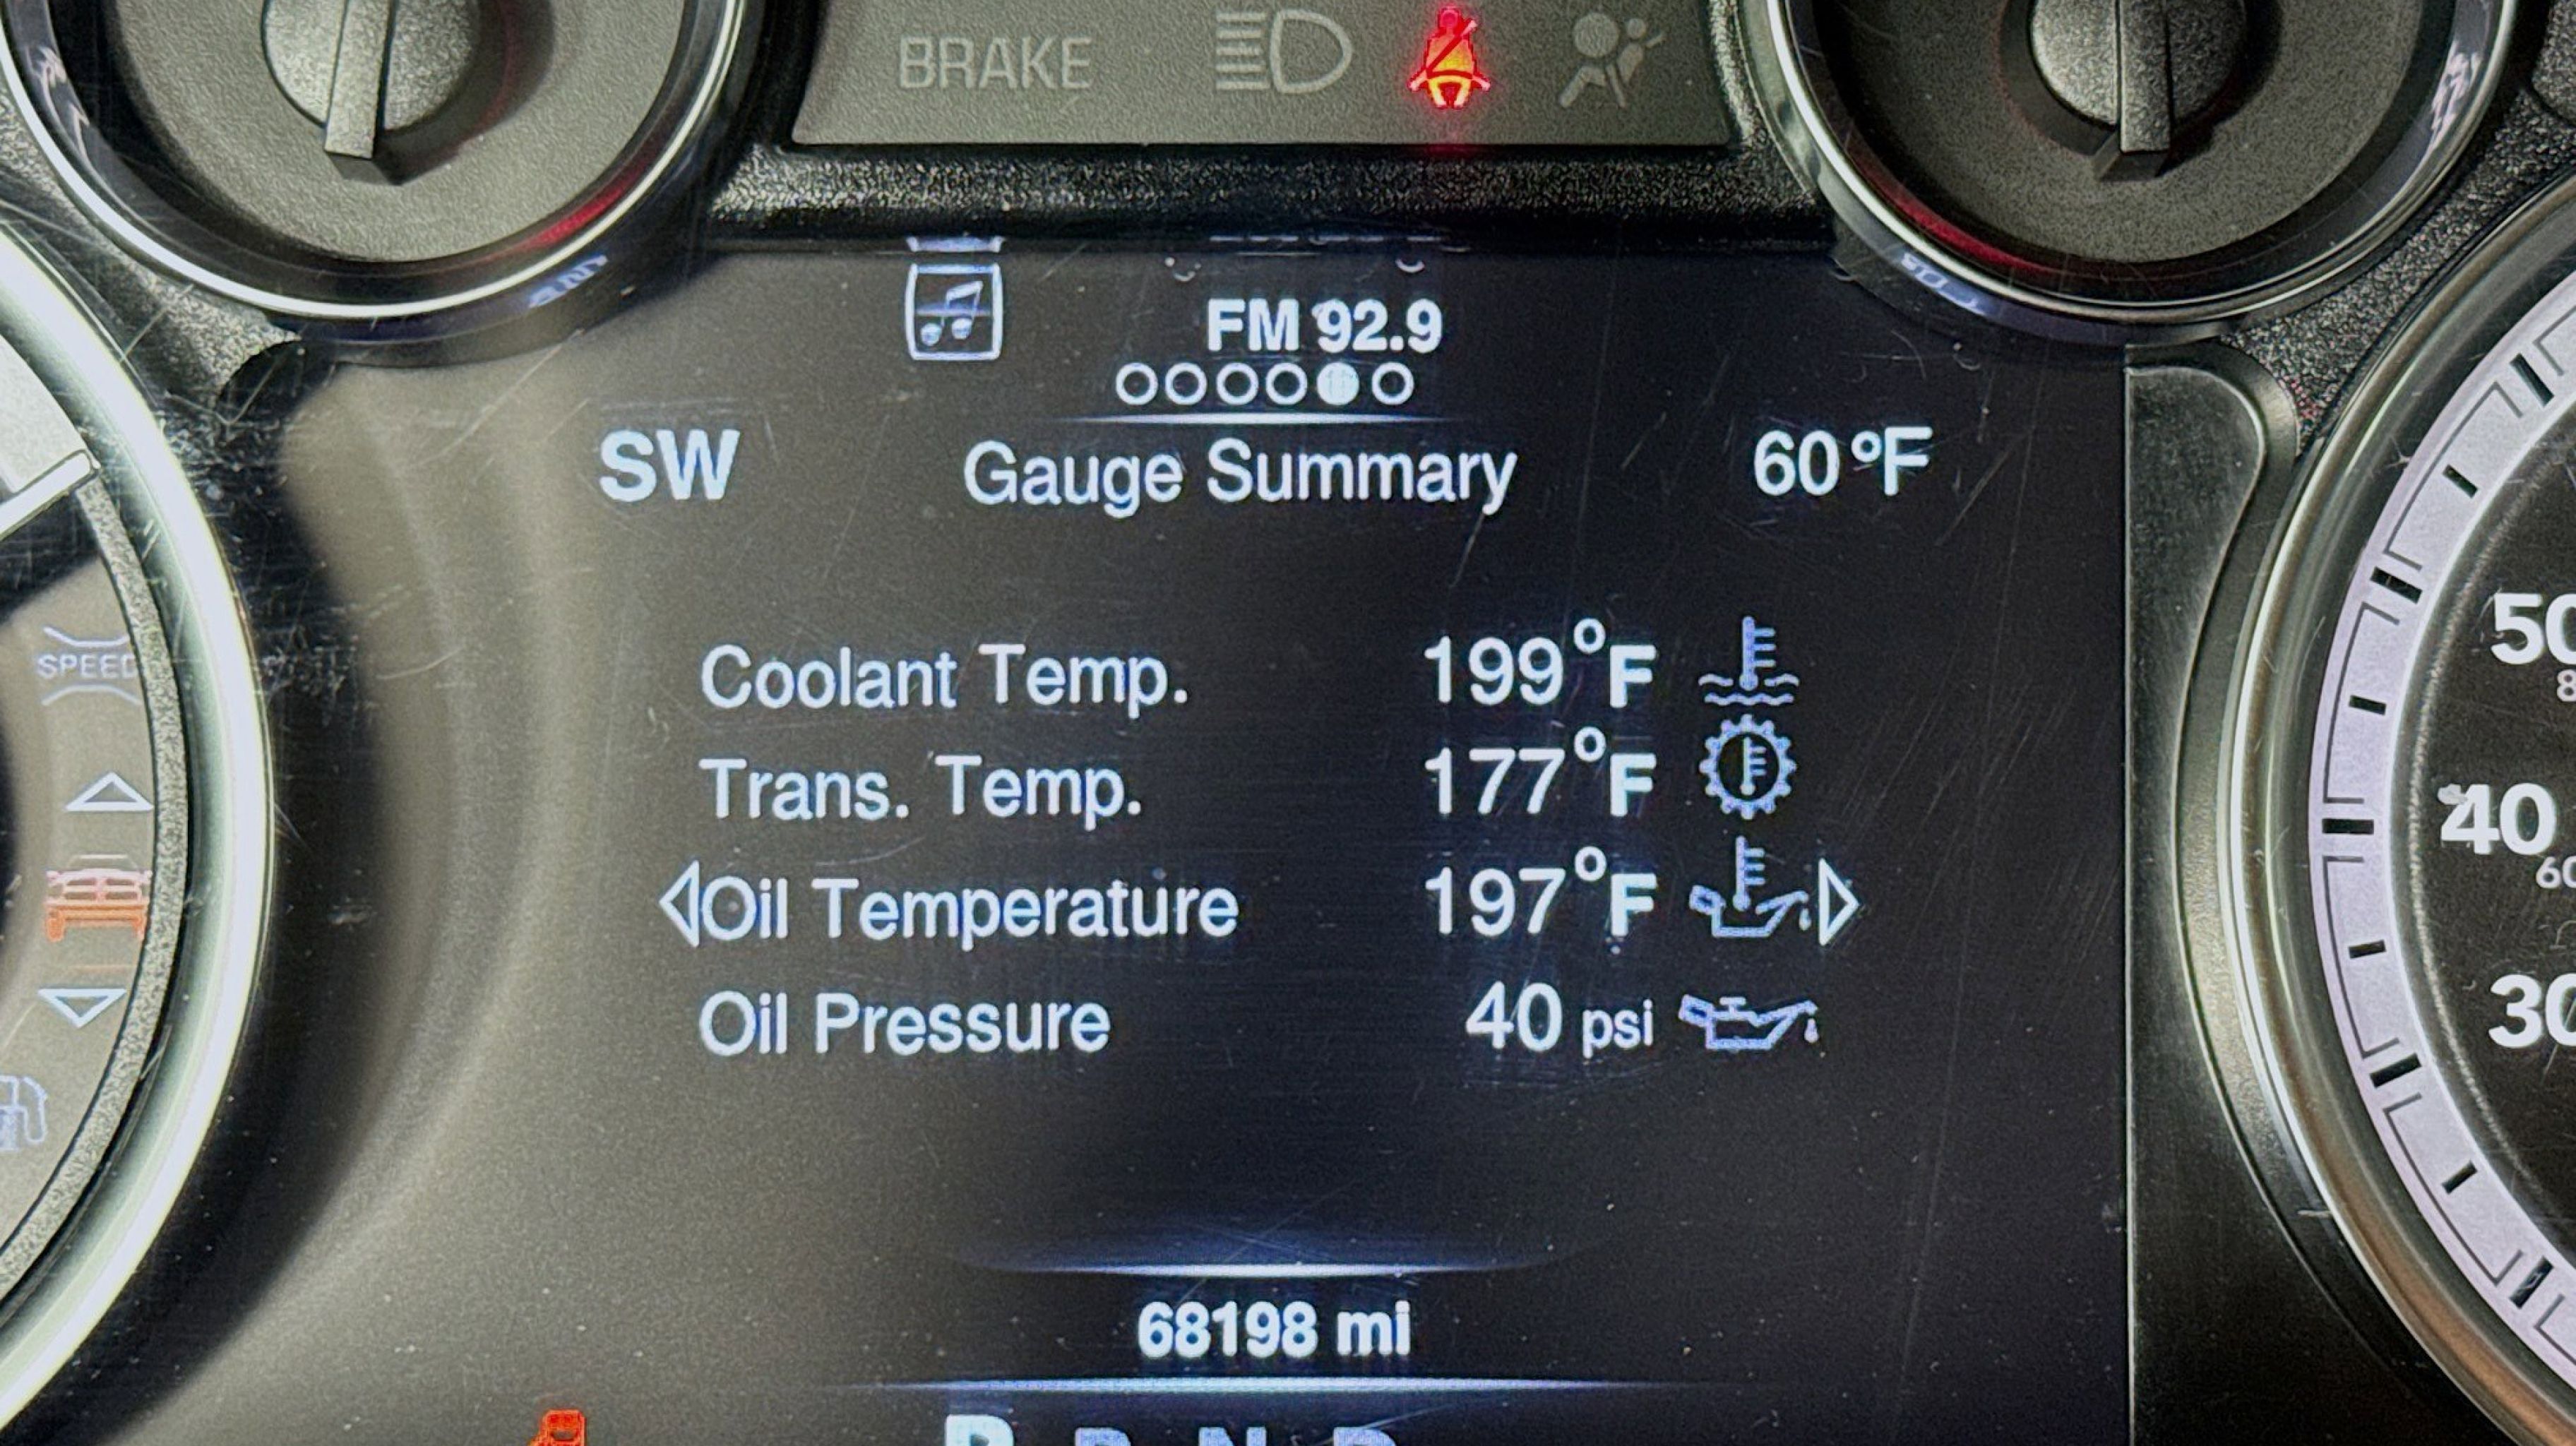 BRAKE
FM 92.9
SW Gauge Summary 60°F
Coolant Temp. 199°F
Trans. Temp. 177°F
Oil Temperature 197°F
Oil Pressure 40 psi
68198 mi
P R N D
SPEED
50
40
60
30